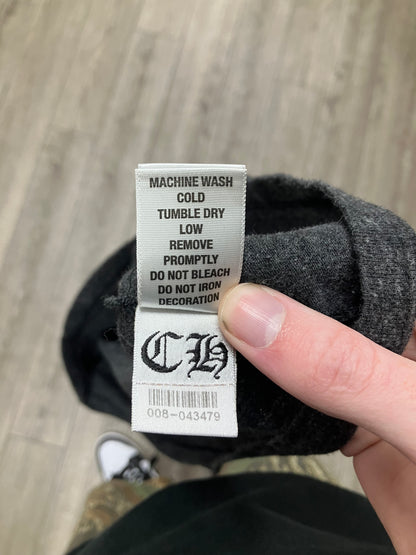 MACHINE WASH
COLD
TUMBLE DRY
LOW
REMOVE
PROMPTLY
DO NOT BLEACH
DO NOT IRON
DECORATION
CH
008-043479